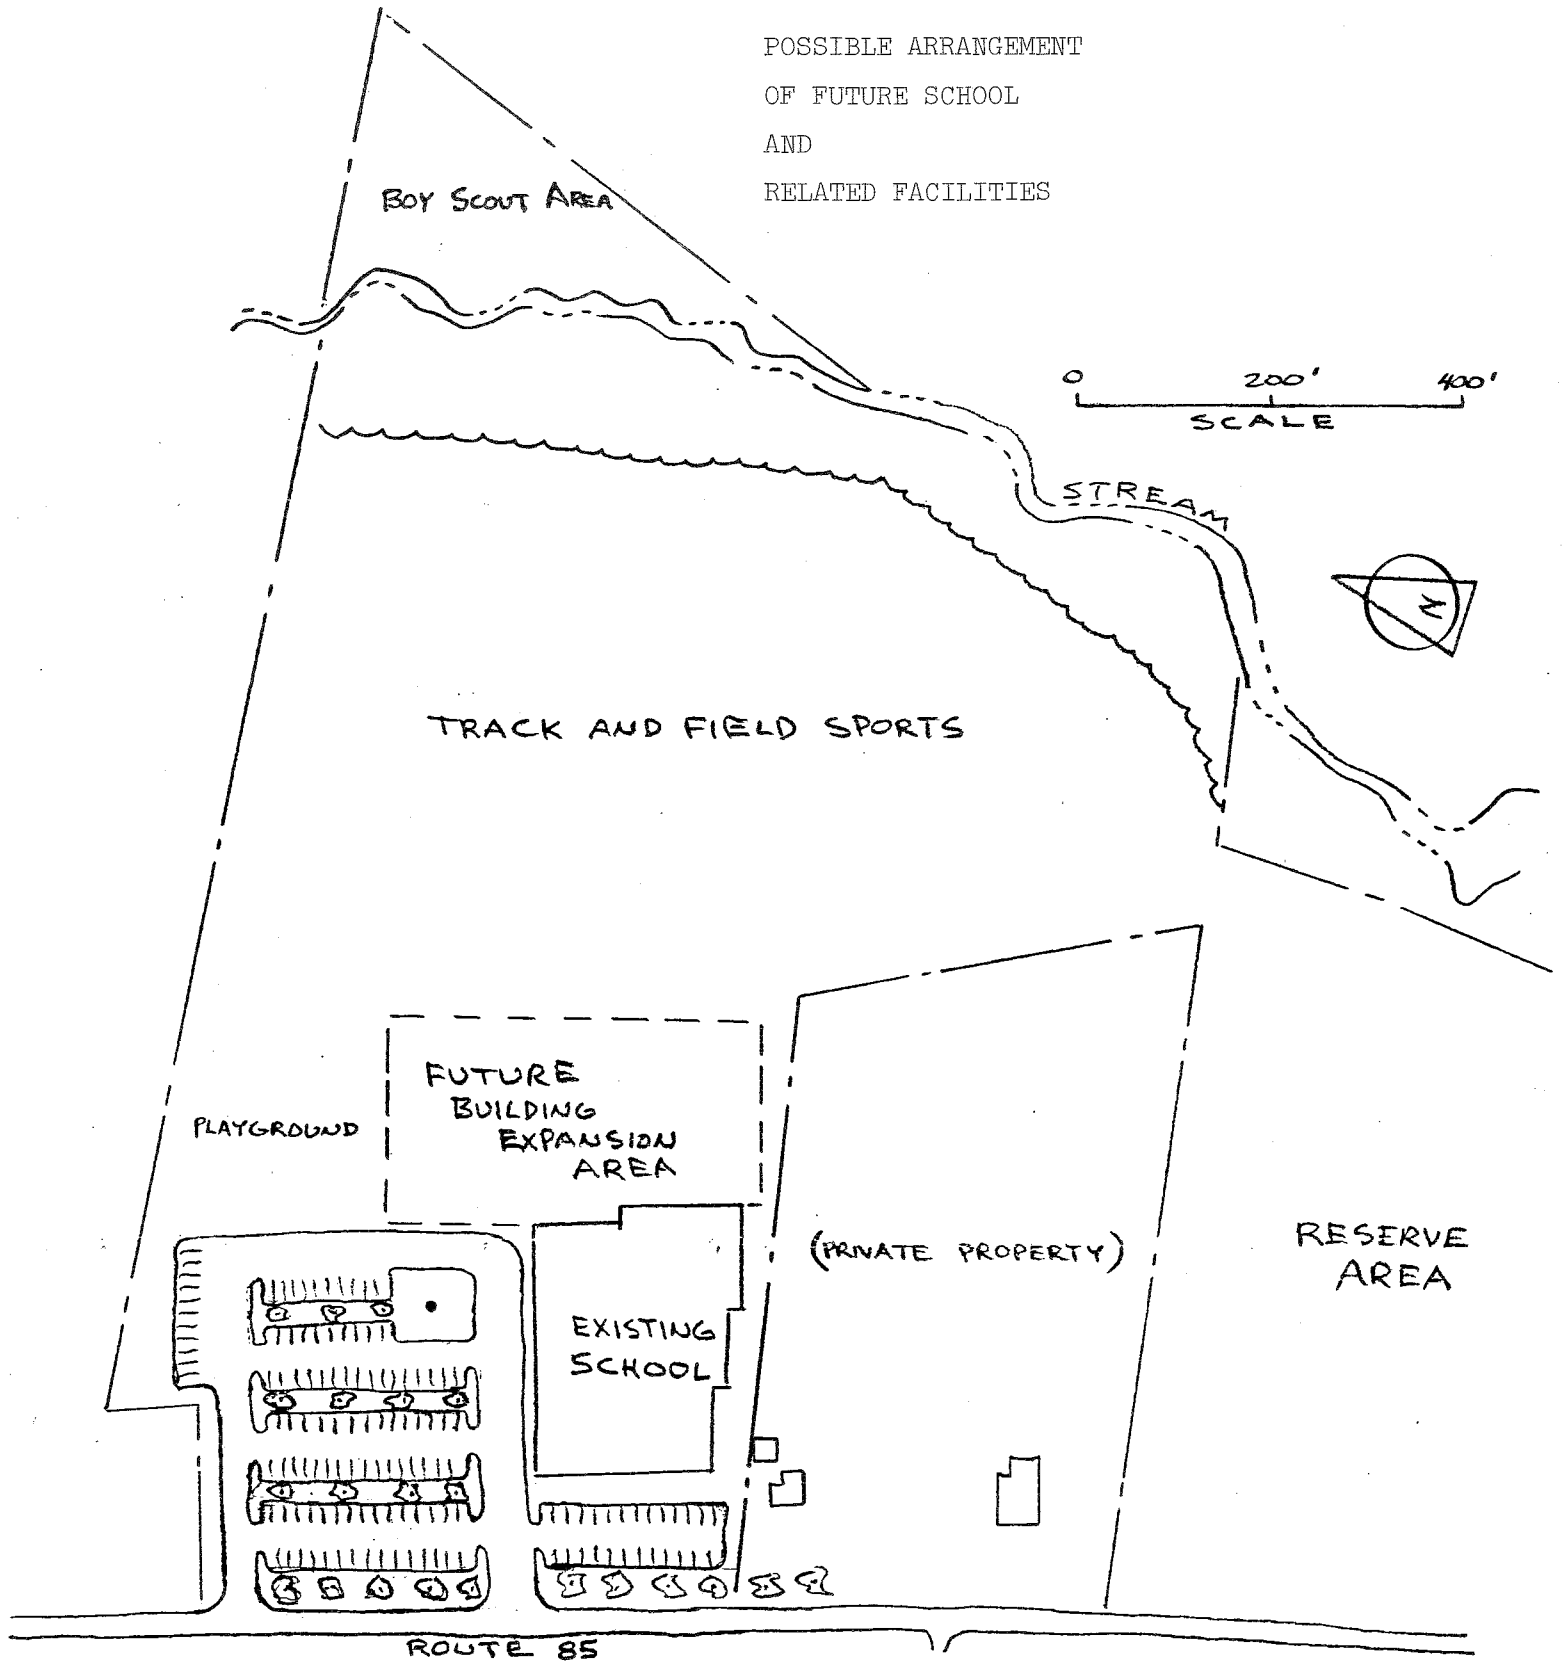 POSSIBLE ARRANGEMENT
OF FUTURE SCHOOL
AND
RELATED FACILITIES
BOY SCOUT AREA
0 200' 400'
SCALE
STREAM
N
TRACK AND FIELD SPORTS
FUTURE
BUILDING
EXPANSION
AREA
PLAYGROUND
(PRIVATE PROPERTY)
RESERVE
AREA
EXISTING
SCHOOL
ROUTE 85